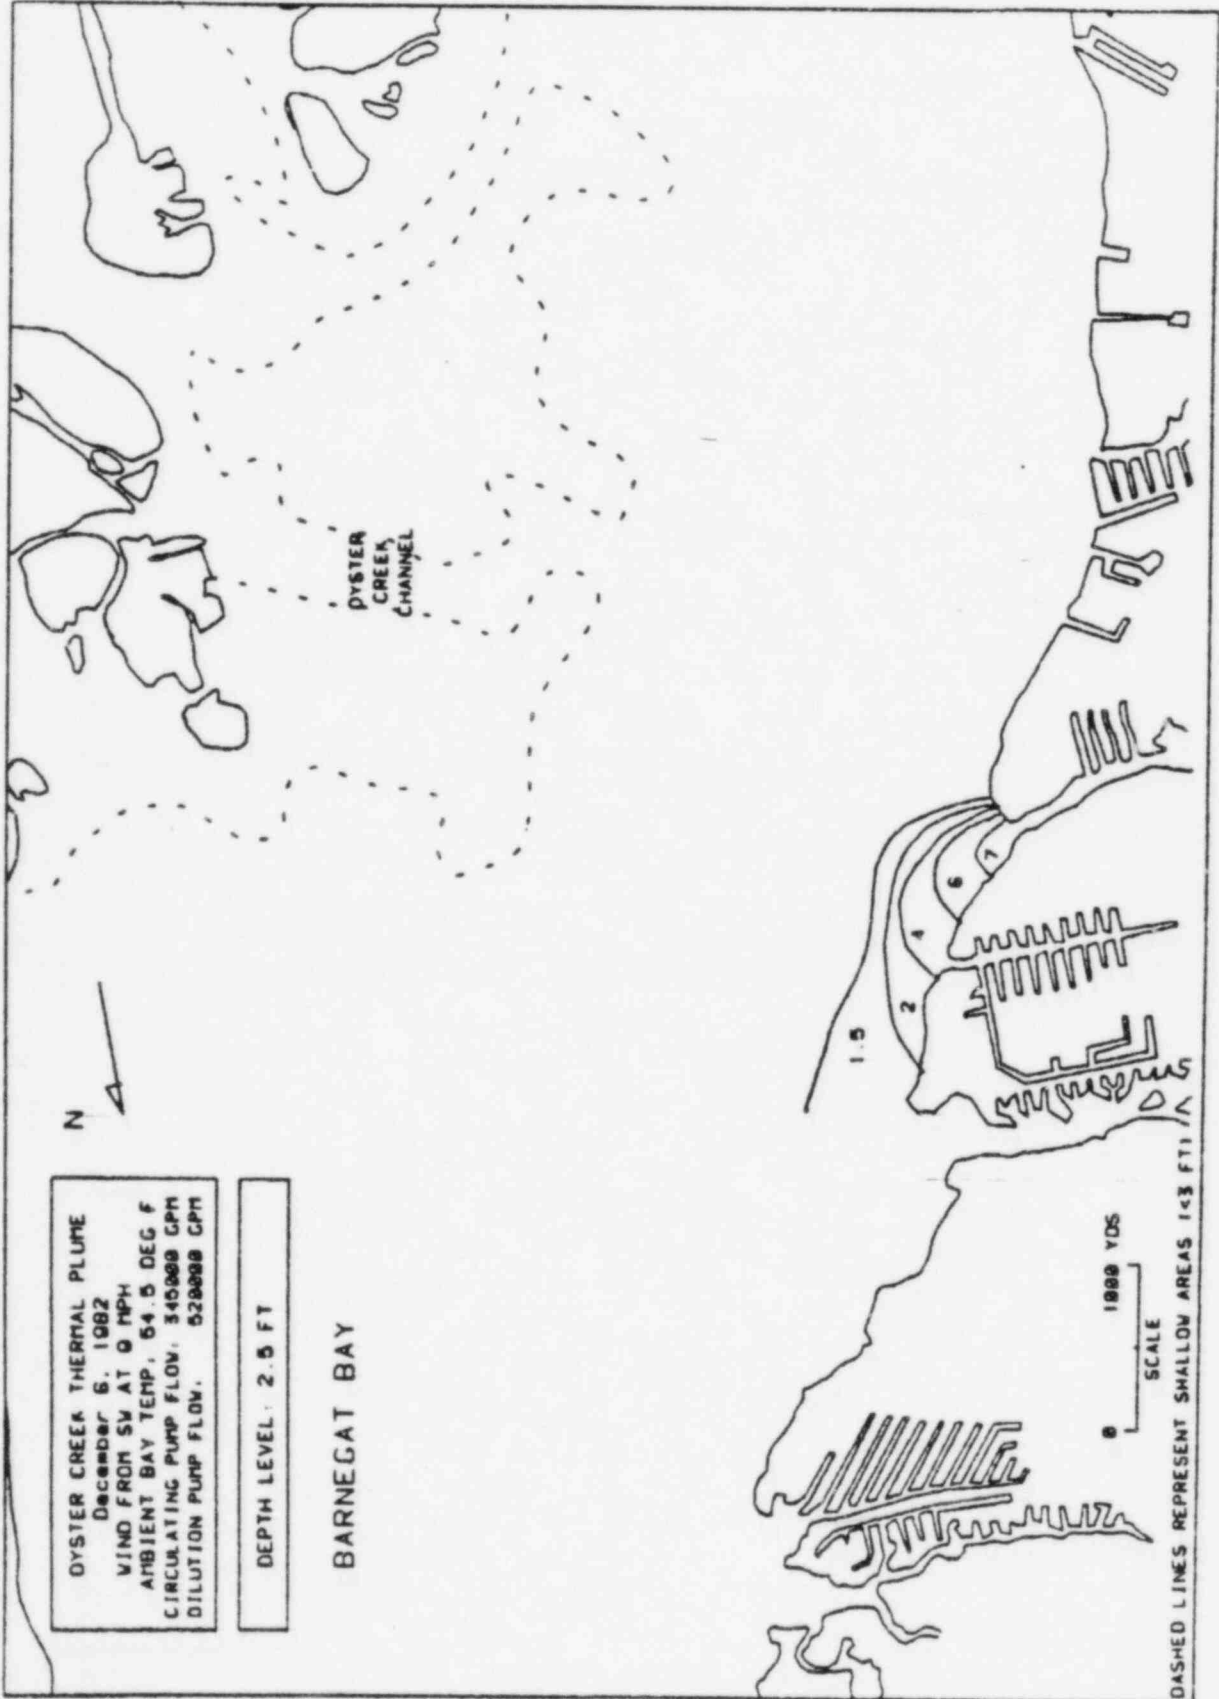 OYSTER CREEK THERMAL PLUME
December 6, 1982
WIND FROM SW AT 9 MPH
AMBIENT BAY TEMP, 54.5 DEG F
CIRCULATING PUMP FLOW, 345000 GPM
DILUTION PUMP FLOW, 520000 GPM
DEPTH LEVEL: 2.5 FT
BARNEGAT BAY
N
OYSTER
CREEK
CHANNEL
1.5
2
4
6
7
0 1000 YDS
SCALE
DASHED LINES REPRESENT SHALLOW AREAS (<3 FT)